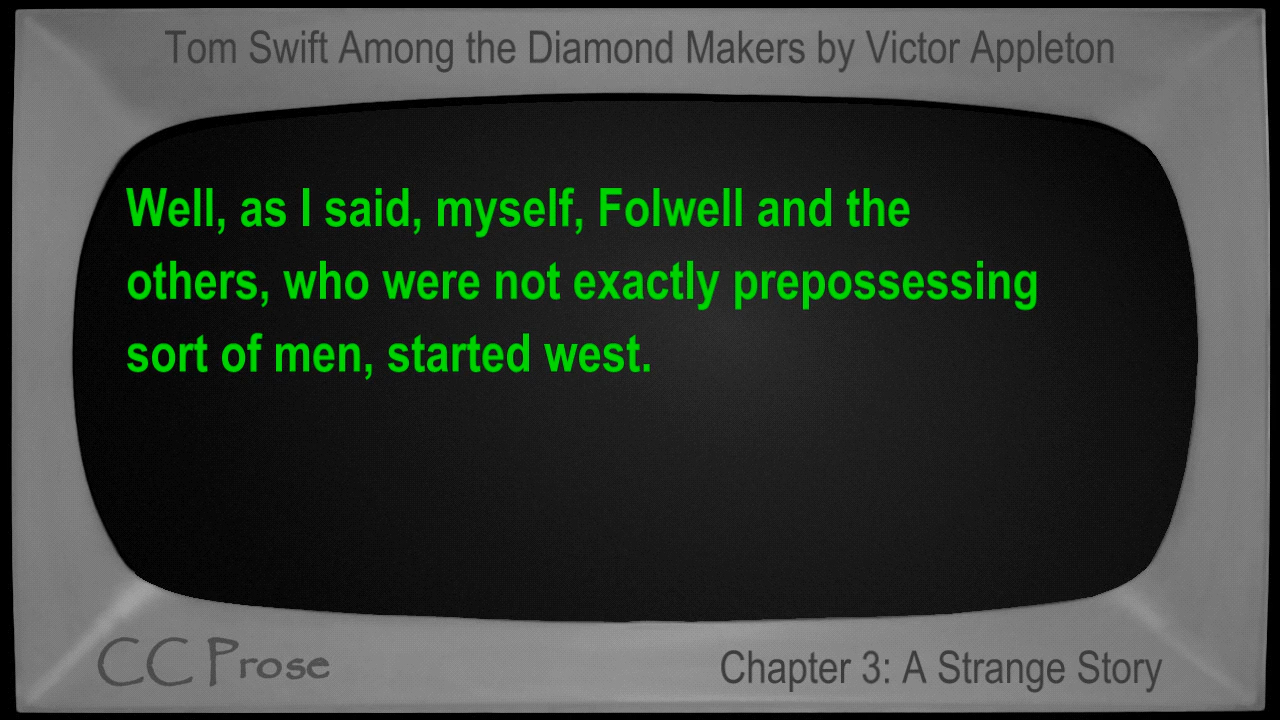 Tom Swift Among the Diamond Makers by Victor Appleton
Well, as I said, myself, Folwell and the
others, who were not exactly prepossessing
sort of men, started west.
CC Prose
Chapter 3: A Strange Story